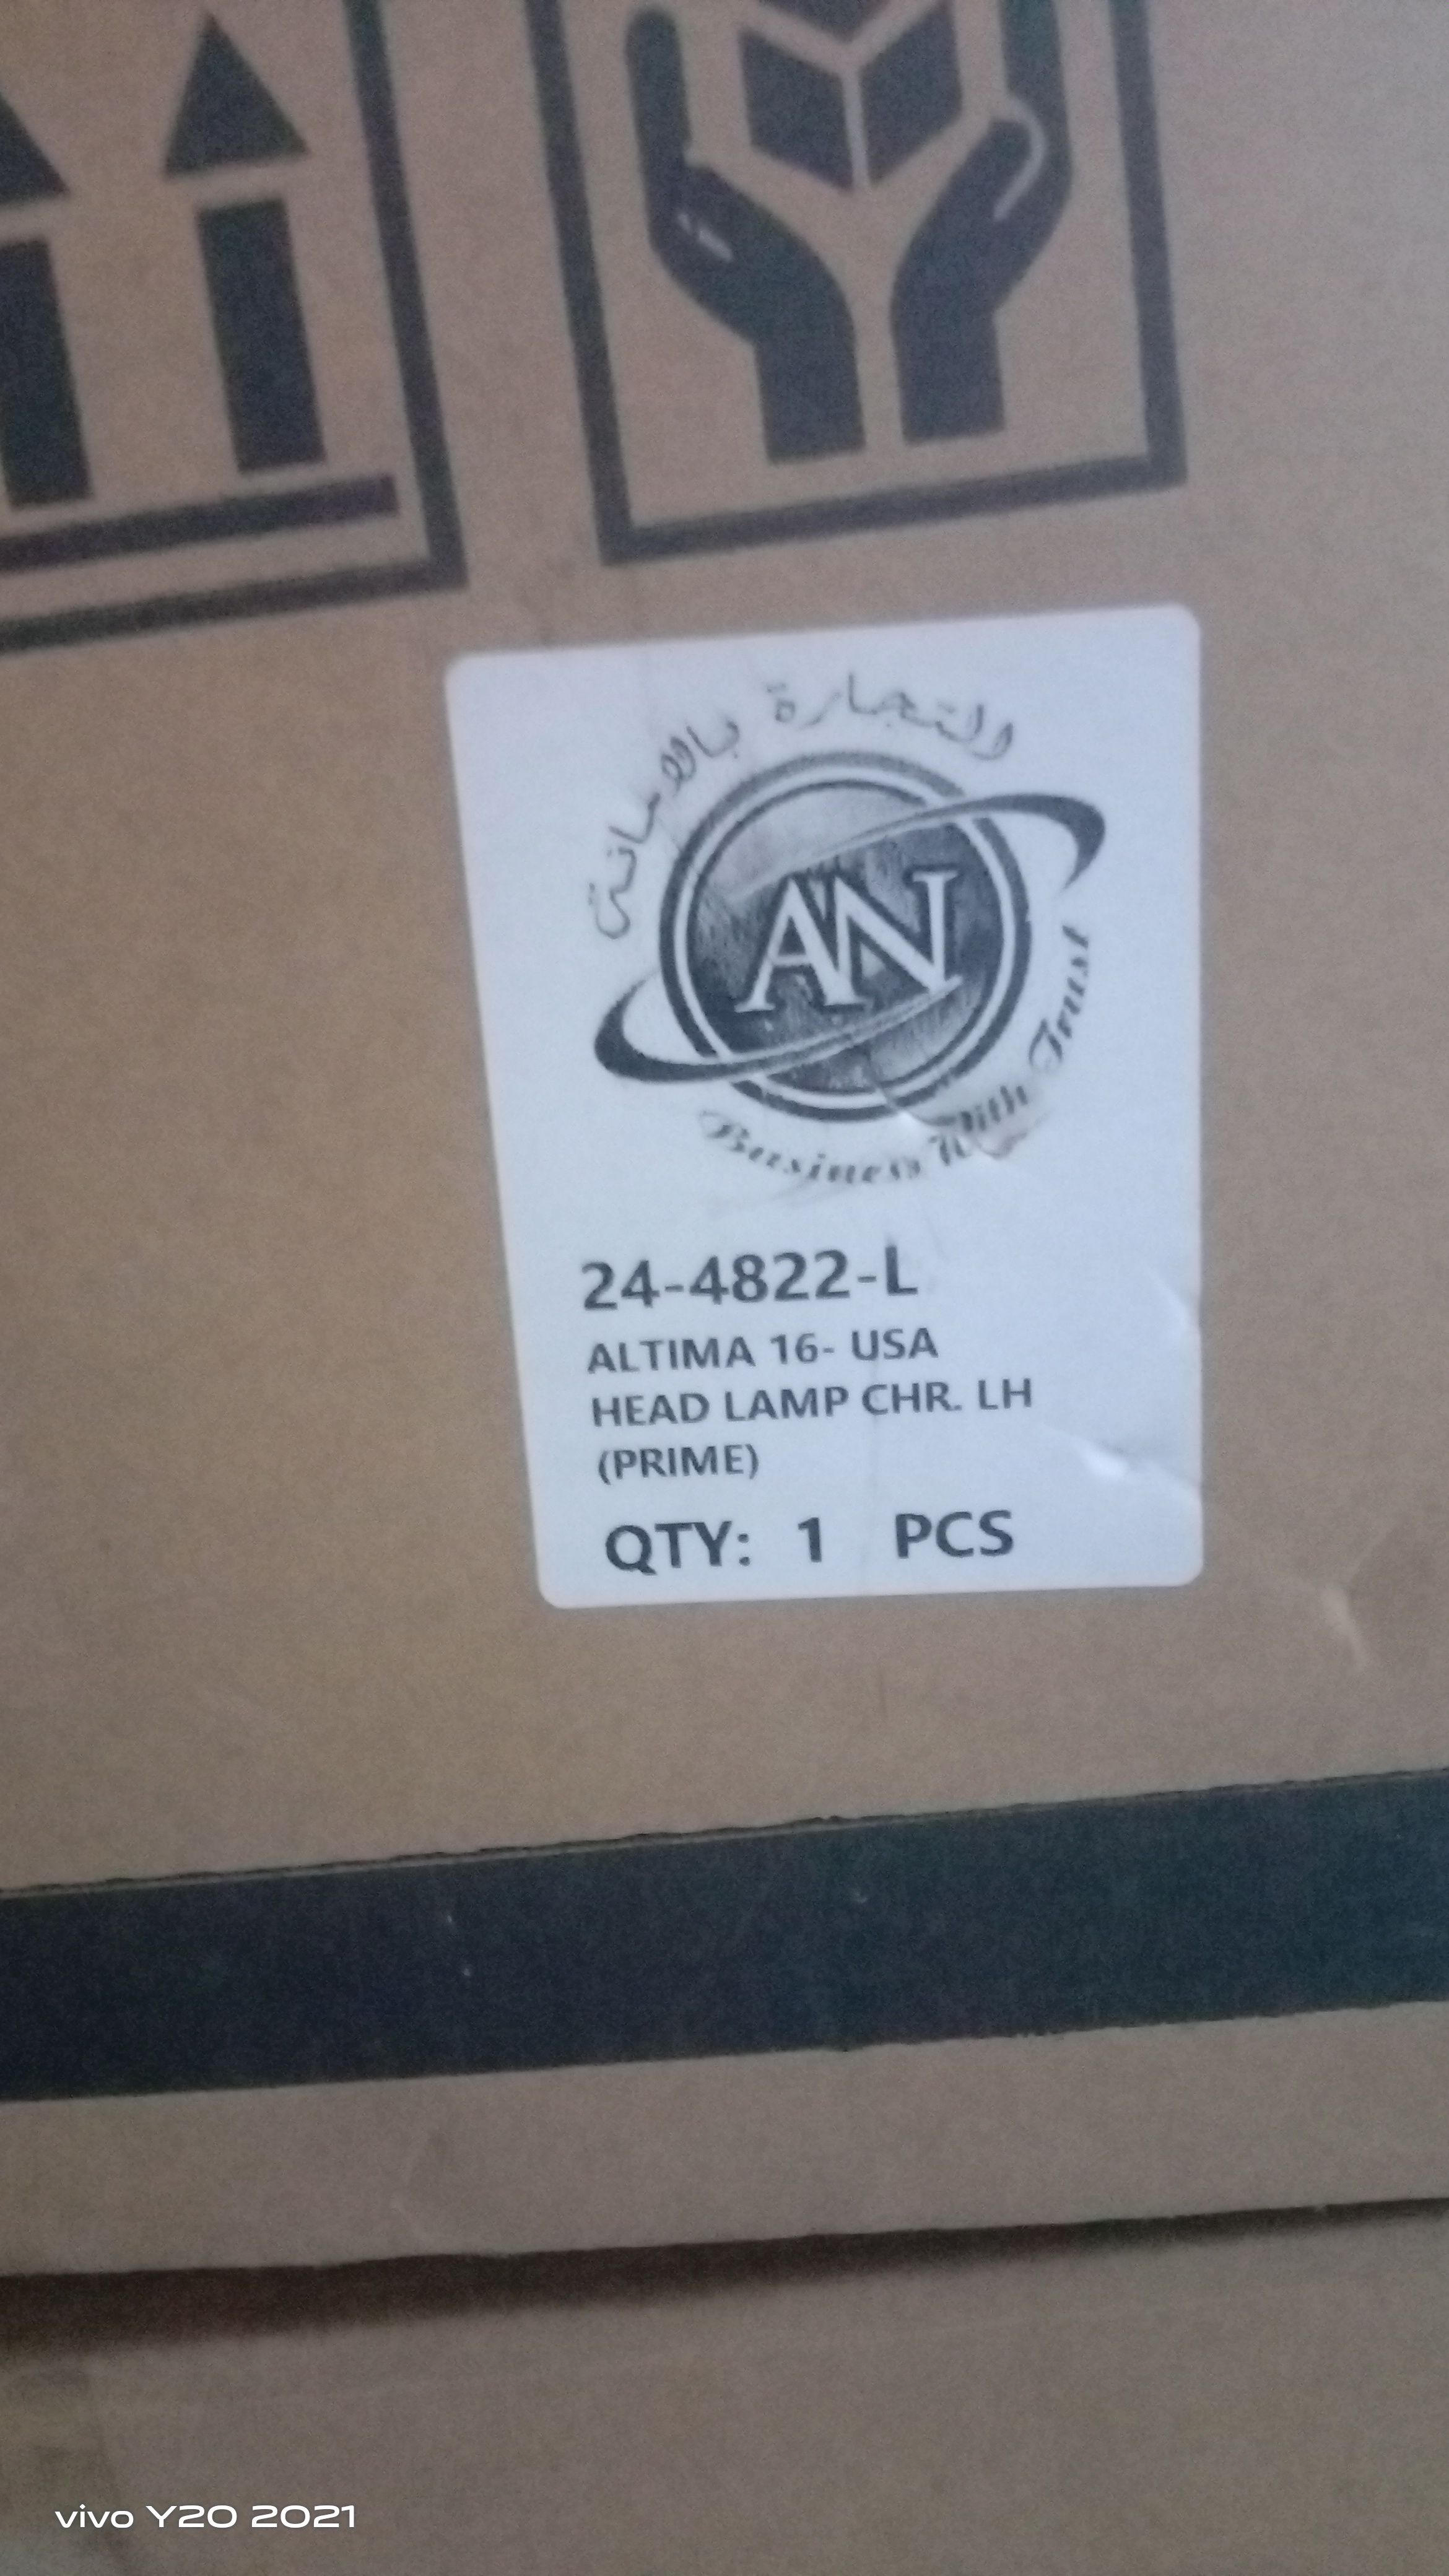 التجارة بالامانة
AN
Business With Trust
24-4822-L
ALTIMA 16- USA
HEAD LAMP CHR. LH
(PRIME)
QTY: 1 PCS
vivo Y20 2021